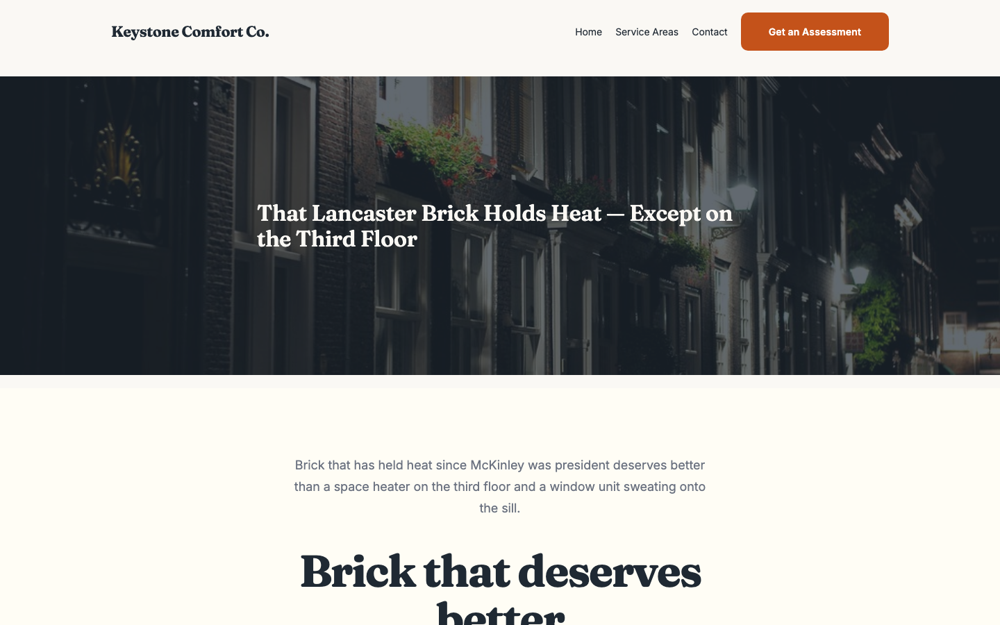 Keystone Comfort Co.
Home
Service Areas
Contact
Get an Assessment
That Lancaster Brick Holds Heat — Except on
the Third Floor
Brick that has held heat since McKinley was president deserves better
than a space heater on the third floor and a window unit sweating onto
the sill.
Brick that deserves
better